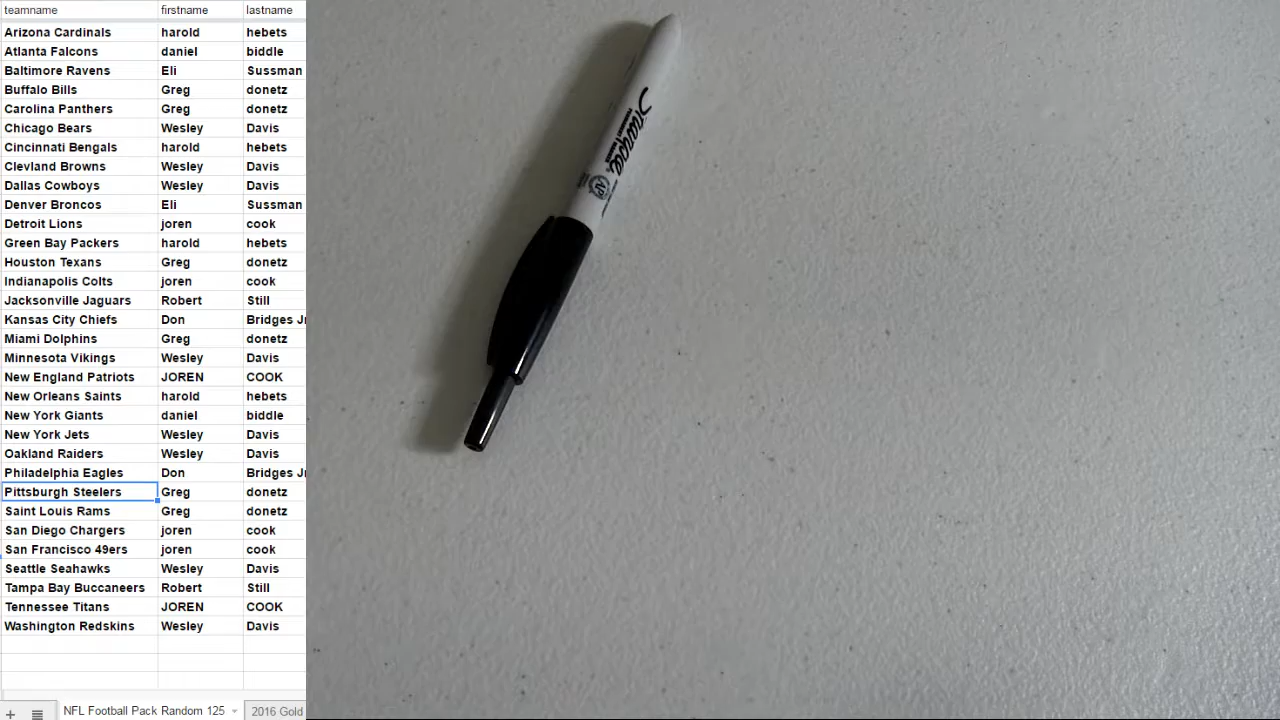 teamname firstname lastname
Arizona Cardinals harold hebets
Atlanta Falcons daniel biddle
Baltimore Ravens Eli Sussman
Buffalo Bills Greg donetz
Carolina Panthers Greg donetz
Chicago Bears Wesley Davis
Cincinnati Bengals harold hebets
Clevland Browns Wesley Davis
Dallas Cowboys Wesley Davis
Denver Broncos Eli Sussman
Detroit Lions joren cook
Green Bay Packers harold hebets
Houston Texans Greg donetz
Indianapolis Colts joren cook
Jacksonville Jaguars Robert Still
Kansas City Chiefs Don Bridges Jr
Miami Dolphins Greg donetz
Minnesota Vikings Wesley Davis
New England Patriots JOREN COOK
New Orleans Saints harold hebets
New York Giants daniel biddle
New York Jets Wesley Davis
Oakland Raiders Wesley Davis
Philadelphia Eagles Don Bridges Jr
Pittsburgh Steelers Greg donetz
Saint Louis Rams Greg donetz
San Diego Chargers joren cook
San Francisco 49ers joren cook
Seattle Seahawks Wesley Davis
Tampa Bay Buccaneers Robert Still
Tennessee Titans JOREN COOK
Washington Redskins Wesley Davis
NFL Football Pack Random 125 2016 Gold
Sharpie
AP